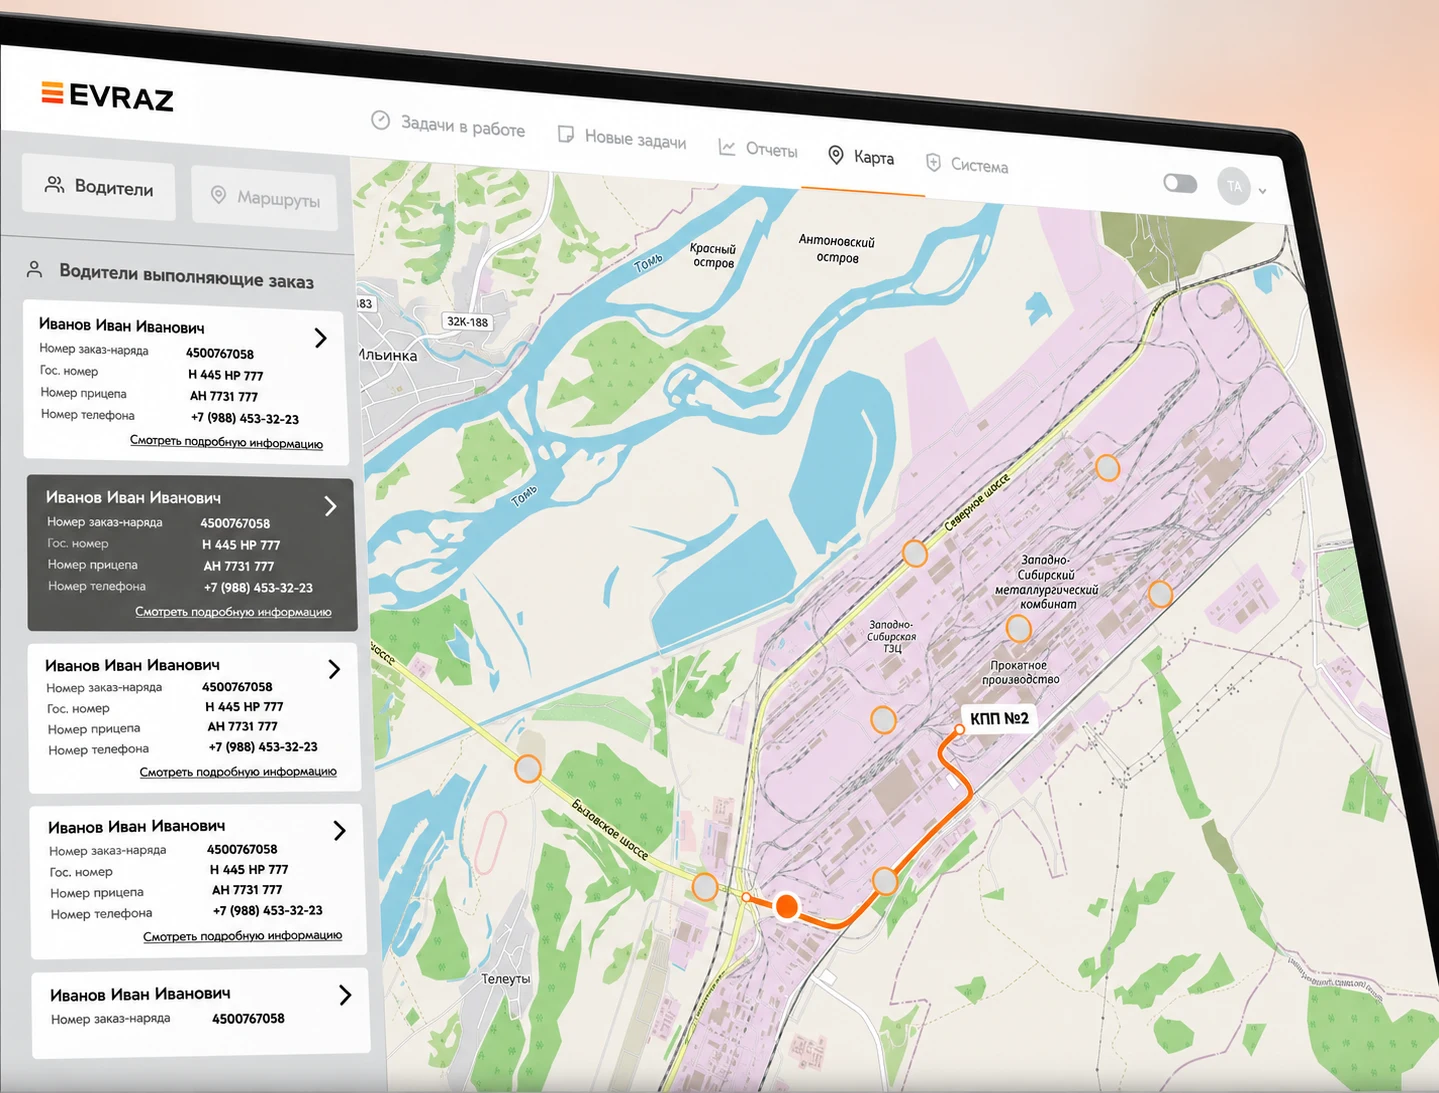 EVRAZ
Задачи в работе
Новые задачи
Отчеты
Карта
Система
ТА
Водители
Маршруты
Водители выполняющие заказ
Иванов Иван Иванович
Номер заказ-наряда 4500767058
Гос. номер Н 445 НР 777
Номер прицепа АН 7731 777
Номер телефона +7 (988) 453-32-23
Смотреть подробную информацию
Иванов Иван Иванович
Номер заказ-наряда 4500767058
Гос. номер Н 445 НР 777
Номер прицепа АН 7731 777
Номер телефона +7 (988) 453-32-23
Смотреть подробную информацию
Иванов Иван Иванович
Номер заказ-наряда 4500767058
Гос. номер Н 445 НР 777
Номер прицепа АН 7731 777
Номер телефона +7 (988) 453-32-23
Смотреть подробную информацию
Иванов Иван Иванович
Номер заказ-наряда 4500767058
Гос. номер Н 445 НР 777
Номер прицепа АН 7731 777
Номер телефона +7 (988) 453-32-23
Смотреть подробную информацию
Иванов Иван Иванович
Номер заказ-наряда 4500767058
Томь
Красный
остров
Антоновский
остров
32К-188
Ильинка
Томь
Северное шоссе
Западно-
Сибирский
металлургический
комбинат
Западно-
Сибирская
ТЭЦ
Прокатное
производство
КПП №2
Бызовское шоссе
Телеуты